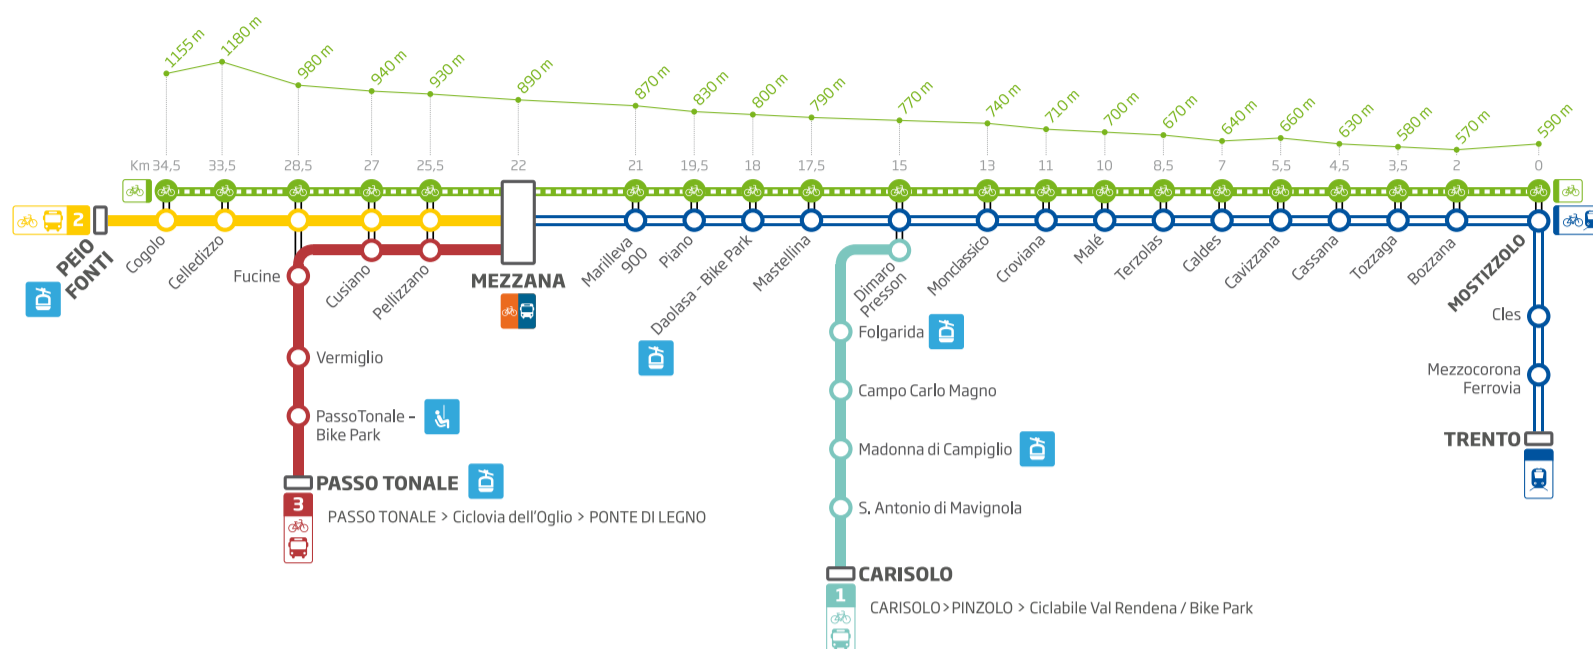 1155 m
1180 m
980 m
940 m
930 m
890 m
870 m
830 m
800 m
790 m
770 m
740 m
710 m
700 m
670 m
640 m
660 m
630 m
580 m
570 m
590 m
Km 34,5
33,5
28,5
27
25,5
22
21
19,5
18
17,5
15
13
11
10
8,5
7
5,5
4,5
3,5
2
0
2
PEIO
FONTI
Cogolo
Celledizzo
Fucine
Cusiano
Pellizzano
MEZZANA
Marilleva
900
Piano
Daolasa - Bike Park
Mastellina
Dimaro
Presson
Monclassico
Croviana
Malé
Terzolas
Caldes
Cavizzana
Cassana
Tozzaga
Bozzana
MOSTIZZOLO
Cles
Mezzocorona
Ferrovia
TRENTO
Vermiglio
PassoTonale -
Bike Park
PASSO TONALE
3
PASSO TONALE > Ciclovia dell'Oglio > PONTE DI LEGNO
Folgarida
Campo Carlo Magno
Madonna di Campiglio
S. Antonio di Mavignola
CARISOLO
1
CARISOLO > PINZOLO > Ciclabile Val Rendena / Bike Park